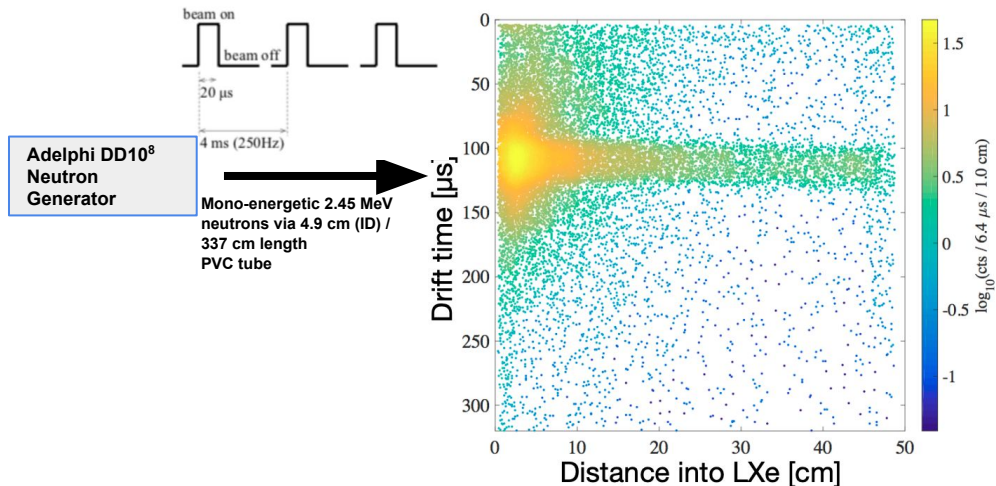 beam on
beam off
20 μs
4 ms (250Hz)
Adelphi DD10⁸
Neutron
Generator
Mono-energetic 2.45 MeV
neutrons via 4.9 cm (ID) /
337 cm length
PVC tube
Drift time [μs]
0
50
100
150
200
250
300
0
10
20
30
40
50
Distance into LXe [cm]
1.5
1
0.5
0
-0.5
-1
log₁₀(cts / 6.4 μs / 1.0 cm)